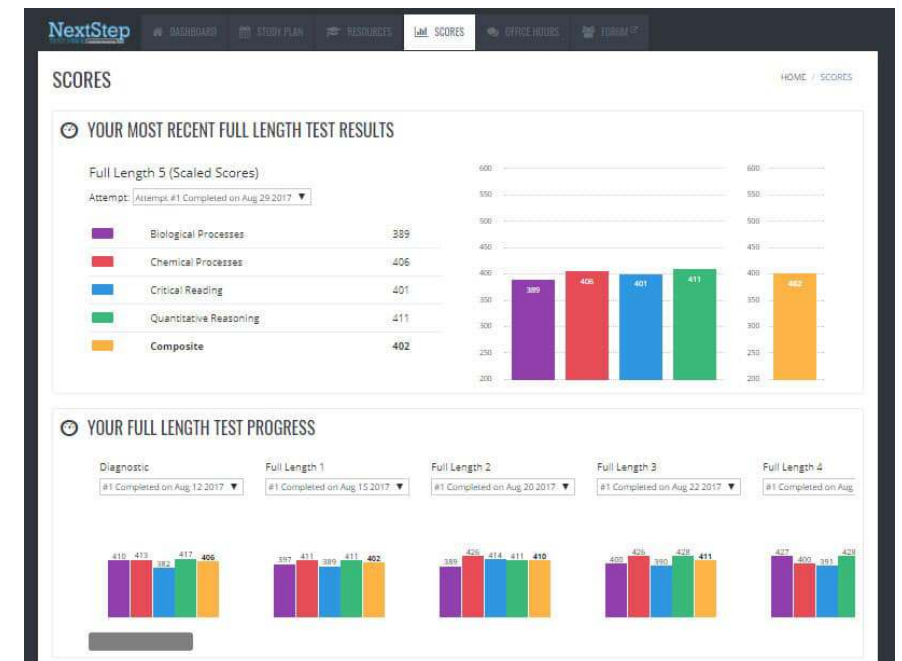 NextStep DASHBOARD STUDY PLAN RESOURCES SCORES OFFICE HOURS FORUM
SCORES HOME / SCORES
YOUR MOST RECENT FULL LENGTH TEST RESULTS
Full Length 5 (Scaled Scores)
Attempt: Attempt #1 Completed on Aug 29 2017 ▼
Biological Processes 389
Chemical Processes 406
Critical Reading 401
Quantitative Reasoning 411
Composite 402
600
550
500
450
400
350
300
250
200
389 406 401 411
600
550
500
450
400
350
300
250
200
402
YOUR FULL LENGTH TEST PROGRESS
Diagnostic Full Length 1 Full Length 2 Full Length 3 Full Length 4
#1 Completed on Aug 12 2017 ▼ #1 Completed on Aug 15 2017 ▼ #1 Completed on Aug 20 2017 ▼ #1 Completed on Aug 22 2017 ▼ #1 Completed on Aug
410 413 382 417 406 397 411 389 411 402 389 426 414 411 410 400 426 390 428 411 427 400 391 428